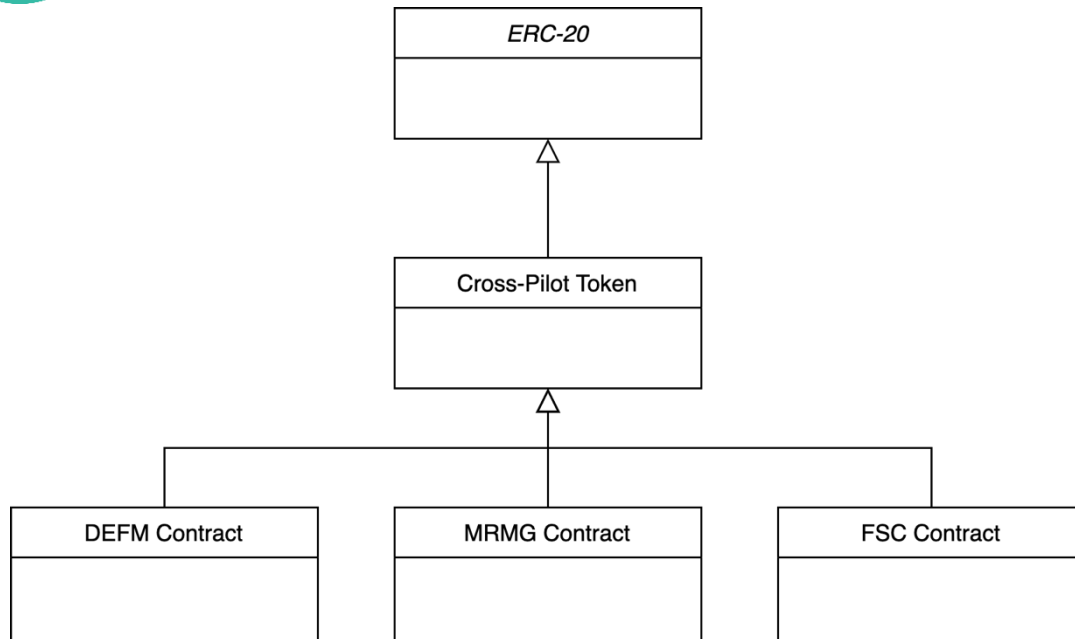 ERC-20
Cross-Pilot Token
DEFM Contract
MRMG Contract
FSC Contract